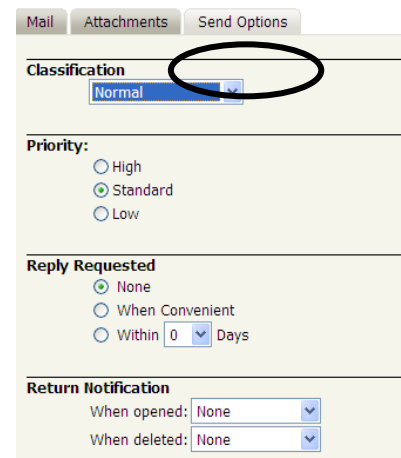 Mail Attachments Send Options
Classification
Normal
Priority:
High
Standard
Low
Reply Requested
None
When Convenient
Within 0 Days
Return Notification
When opened: None
When deleted: None